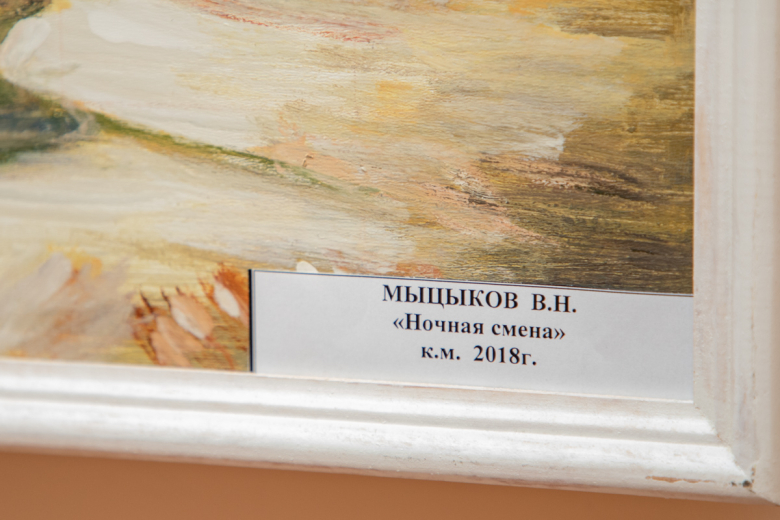 МЫЦЫКОВ В.Н.
«Ночная смена»
к.м. 2018г.